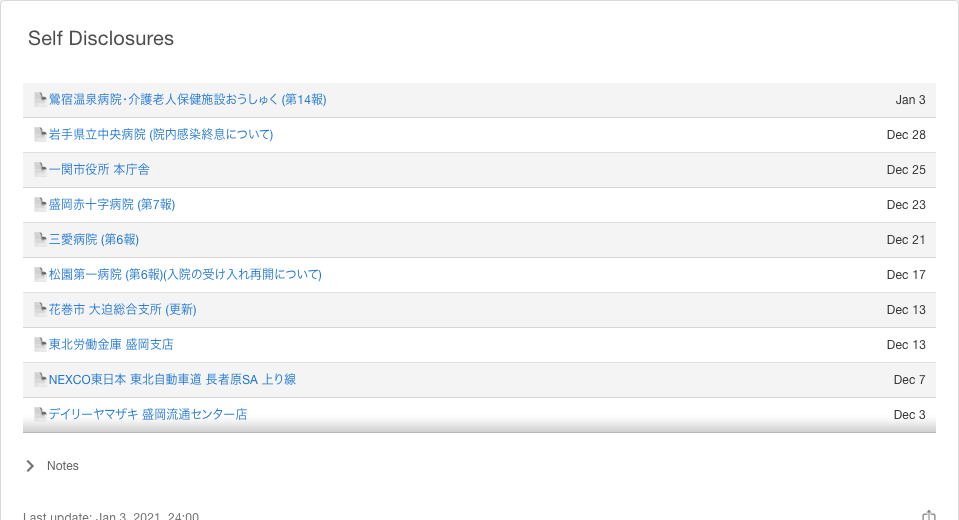 Self Disclosures
鶯宿温泉病院･介護老人保健施設おうしゅく (第14報) Jan 3
岩手県立中央病院 (院内感染終息について) Dec 28
一関市役所 本庁舎 Dec 25
盛岡赤十字病院 (第7報) Dec 23
三愛病院 (第6報) Dec 21
松園第一病院 (第6報)(入院の受け入れ再開について) Dec 17
花巻市 大迫総合支所 (更新) Dec 13
東北労働金庫 盛岡支店 Dec 13
NEXCO東日本 東北自動車道 長者原SA 上り線 Dec 7
デイリーヤマザキ 盛岡流通センター店 Dec 3
Notes
Last update: Jan 3, 2021, 24:00